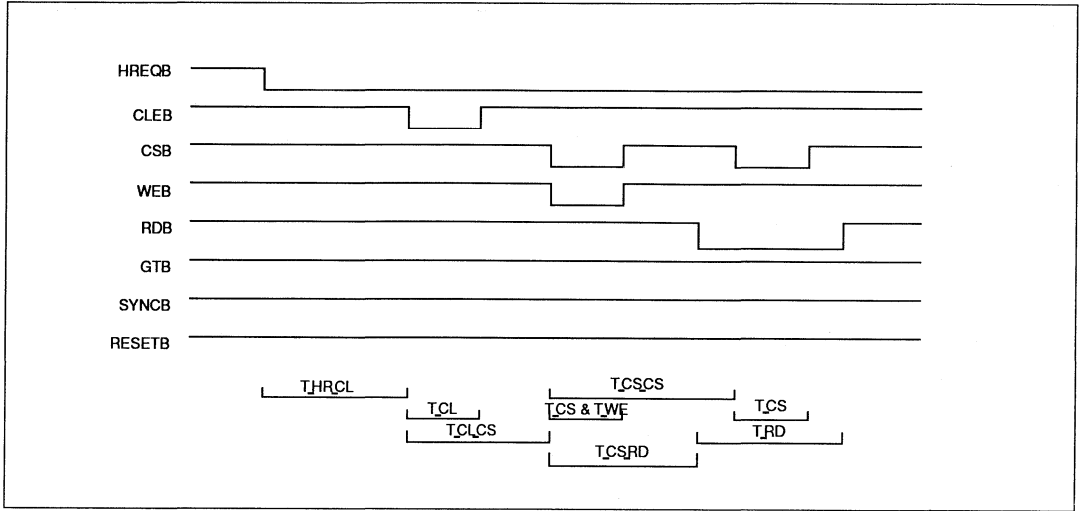 HREQB
CLEB
CSB
WEB
RDB
GTB
SYNCB
RESETB
T_HR_CL
T_CS_CS
T_CL
T_CS & T_WE
T_CS
T_CL_CS
T_RD
T_CS_RD